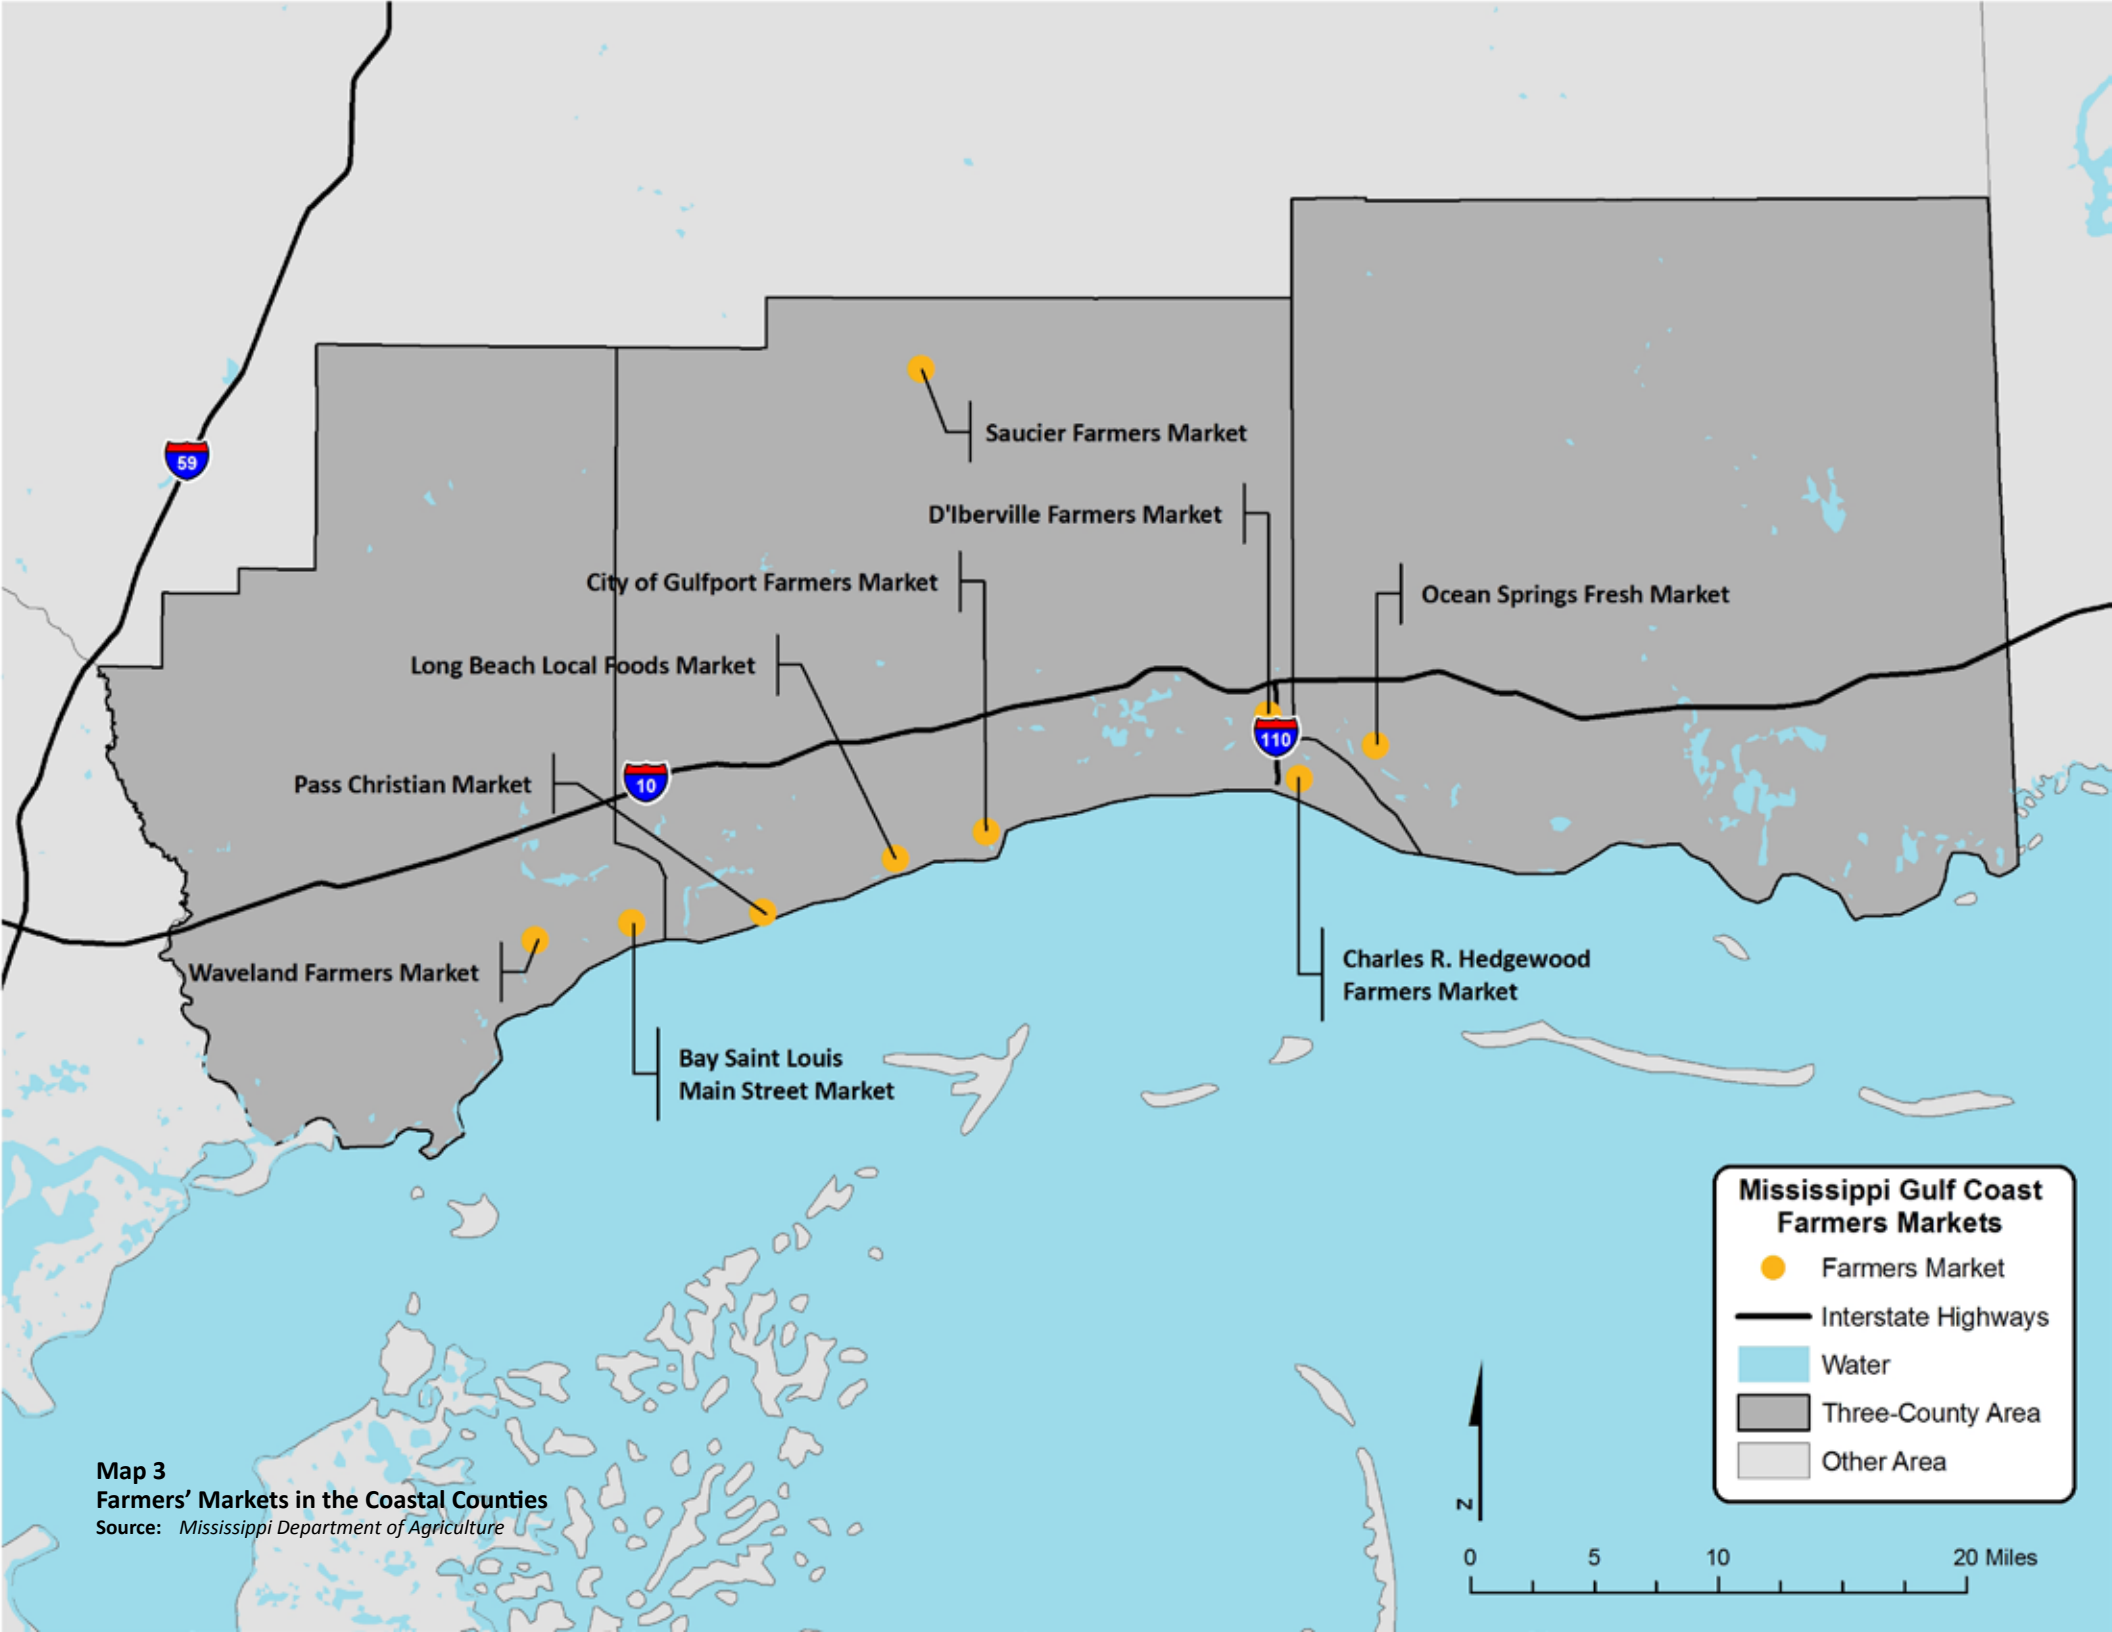 59
Saucier Farmers Market
D'Iberville Farmers Market
City of Gulfport Farmers Market
Ocean Springs Fresh Market
Long Beach Local Foods Market
110
Pass Christian Market
10
Waveland Farmers Market
Charles R. Hedgewood
Farmers Market
Bay Saint Louis
Main Street Market
Mississippi Gulf Coast
Farmers Markets
Farmers Market
Interstate Highways
Water
Three-County Area
Other Area
Map 3
Farmers’ Markets in the Coastal Counties
Source: Mississippi Department of Agriculture
N
0 5 10 20 Miles